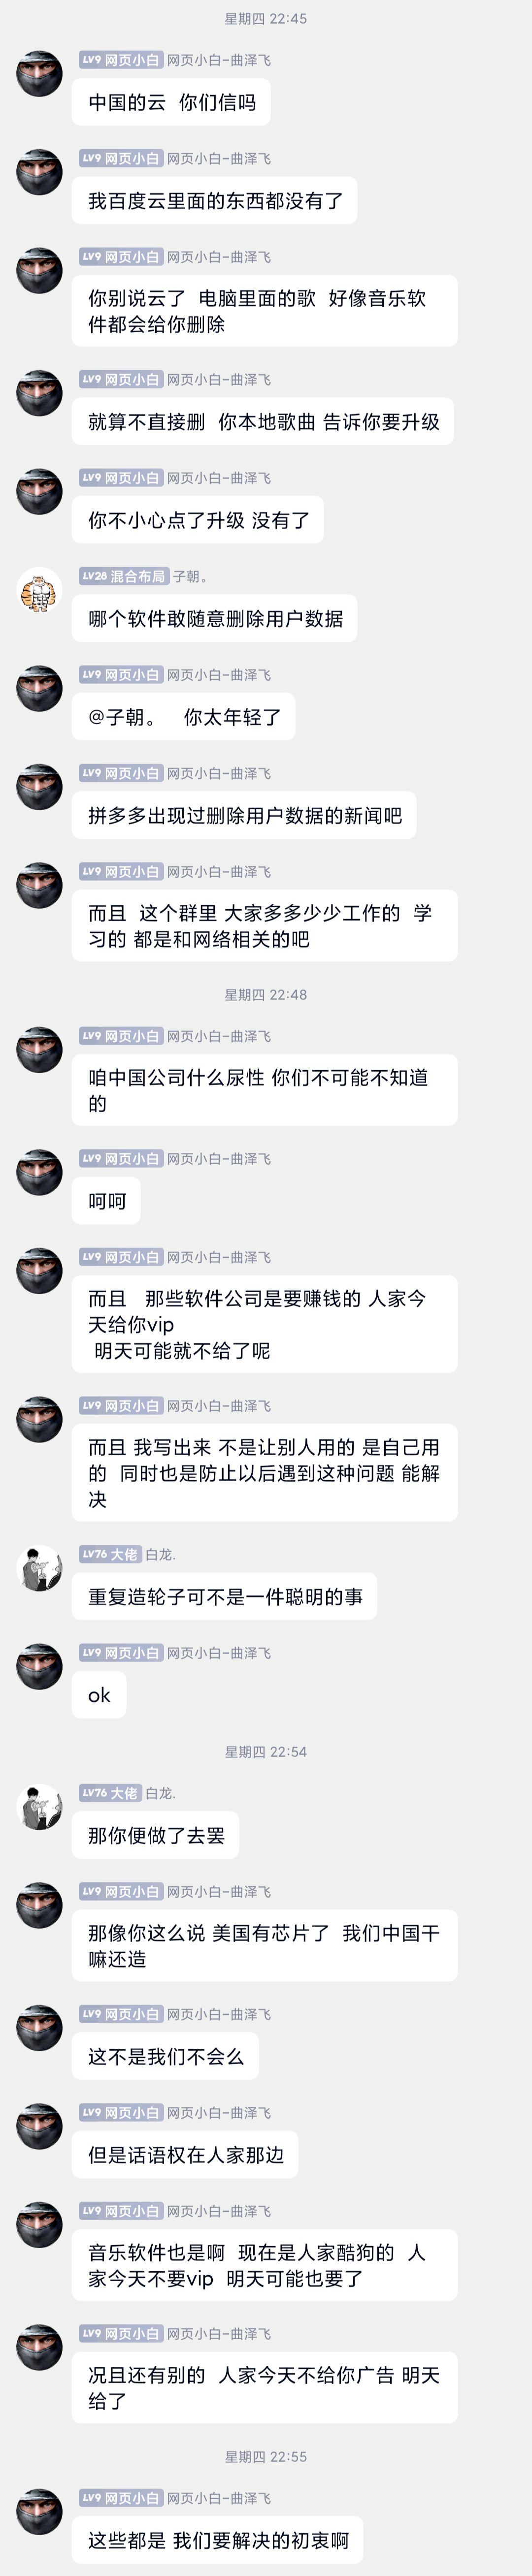 星期四 22:45
LV9 网页小白 网页小白-曲泽飞
中国的云  你们信吗
LV9 网页小白 网页小白-曲泽飞
我百度云里面的东西都没有了
LV9 网页小白 网页小白-曲泽飞
你别说云了  电脑里面的歌  好像音乐软
件都会给你删除
LV9 网页小白 网页小白-曲泽飞
就算不直接删  你本地歌曲 告诉你要升级
LV9 网页小白 网页小白-曲泽飞
你不小心点了升级 没有了
LV28 混合布局 子朝。
哪个软件敢随意删除用户数据
LV9 网页小白 网页小白-曲泽飞
@子朝。   你太年轻了
LV9 网页小白 网页小白-曲泽飞
拼多多出现过删除用户数据的新闻吧
LV9 网页小白 网页小白-曲泽飞
而且  这个群里 大家多多少少工作的  学
习的 都是和网络相关的吧
星期四 22:48
LV9 网页小白 网页小白-曲泽飞
咱中国公司什么尿性 你们不可能不知道
的
LV9 网页小白 网页小白-曲泽飞
呵呵
LV9 网页小白 网页小白-曲泽飞
而且   那些软件公司是要赚钱的 人家今
天给你vip
明天可能就不给了呢
LV9 网页小白 网页小白-曲泽飞
而且 我写出来 不是让别人用的 是自己用
的  同时也是防止以后遇到这种问题 能解
决
LV76 大佬 白龙.
重复造轮子可不是一件聪明的事
LV9 网页小白 网页小白-曲泽飞
ok
星期四 22:54
LV76 大佬 白龙.
那你便做了去罢
LV9 网页小白 网页小白-曲泽飞
那像你这么说 美国有芯片了  我们中国干
嘛还造
LV9 网页小白 网页小白-曲泽飞
这不是我们不会么
LV9 网页小白 网页小白-曲泽飞
但是话语权在人家那边
LV9 网页小白 网页小白-曲泽飞
音乐软件也是啊  现在是人家酷狗的  人
家今天不要vip  明天可能也要了
LV9 网页小白 网页小白-曲泽飞
况且还有别的  人家今天不给你广告 明天
给了
星期四 22:55
LV9 网页小白 网页小白-曲泽飞
这些都是 我们要解决的初衷啊